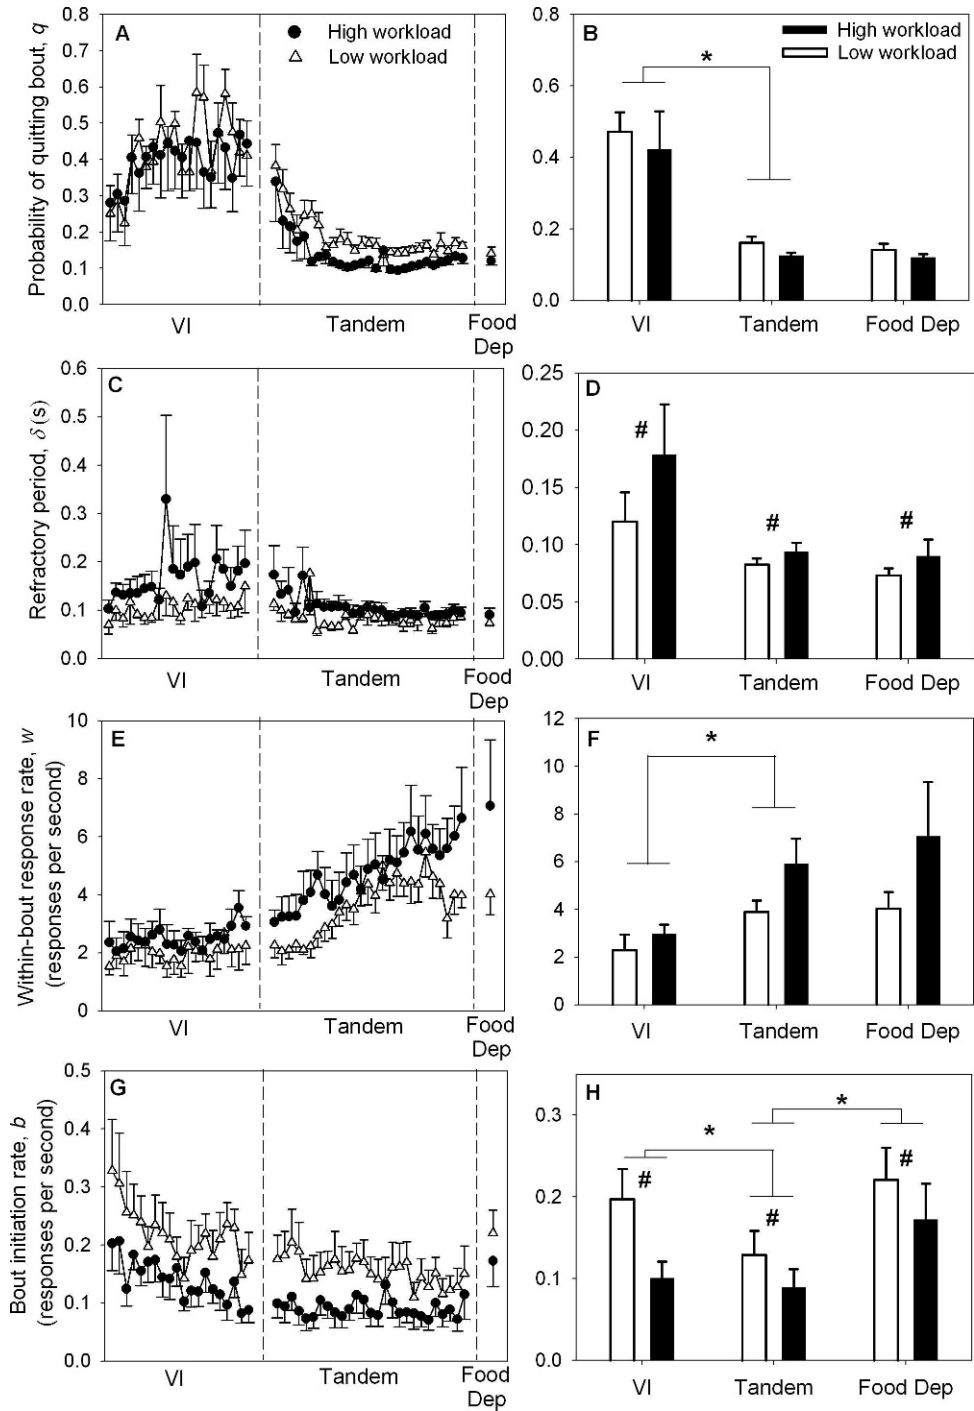 A
High workload
Low workload
Probability of quitting bout, q
0.8
0.7
0.6
0.5
0.4
0.3
0.2
0.1
0.0
VI
Tandem
Food
Dep
B
High workload
Low workload
*
0.8
0.6
0.4
0.2
0.0
VI
Tandem
Food Dep
C
Refractory period, δ (s)
0.6
0.5
0.4
0.3
0.2
0.1
0.0
VI
Tandem
Food
Dep
D
#
#
#
0.25
0.20
0.15
0.10
0.05
0.00
VI
Tandem
Food Dep
E
Within-bout response rate, w
(responses per second)
10
8
6
4
2
0
VI
Tandem
Food
Dep
F
*
12
10
8
6
4
2
0
VI
Tandem
Food Dep
G
Bout initiation rate, b
(responses per second)
0.5
0.4
0.3
0.2
0.1
0.0
VI
Tandem
Food
Dep
H
*
*
#
#
#
0.3
0.2
0.1
0.0
VI
Tandem
Food Dep